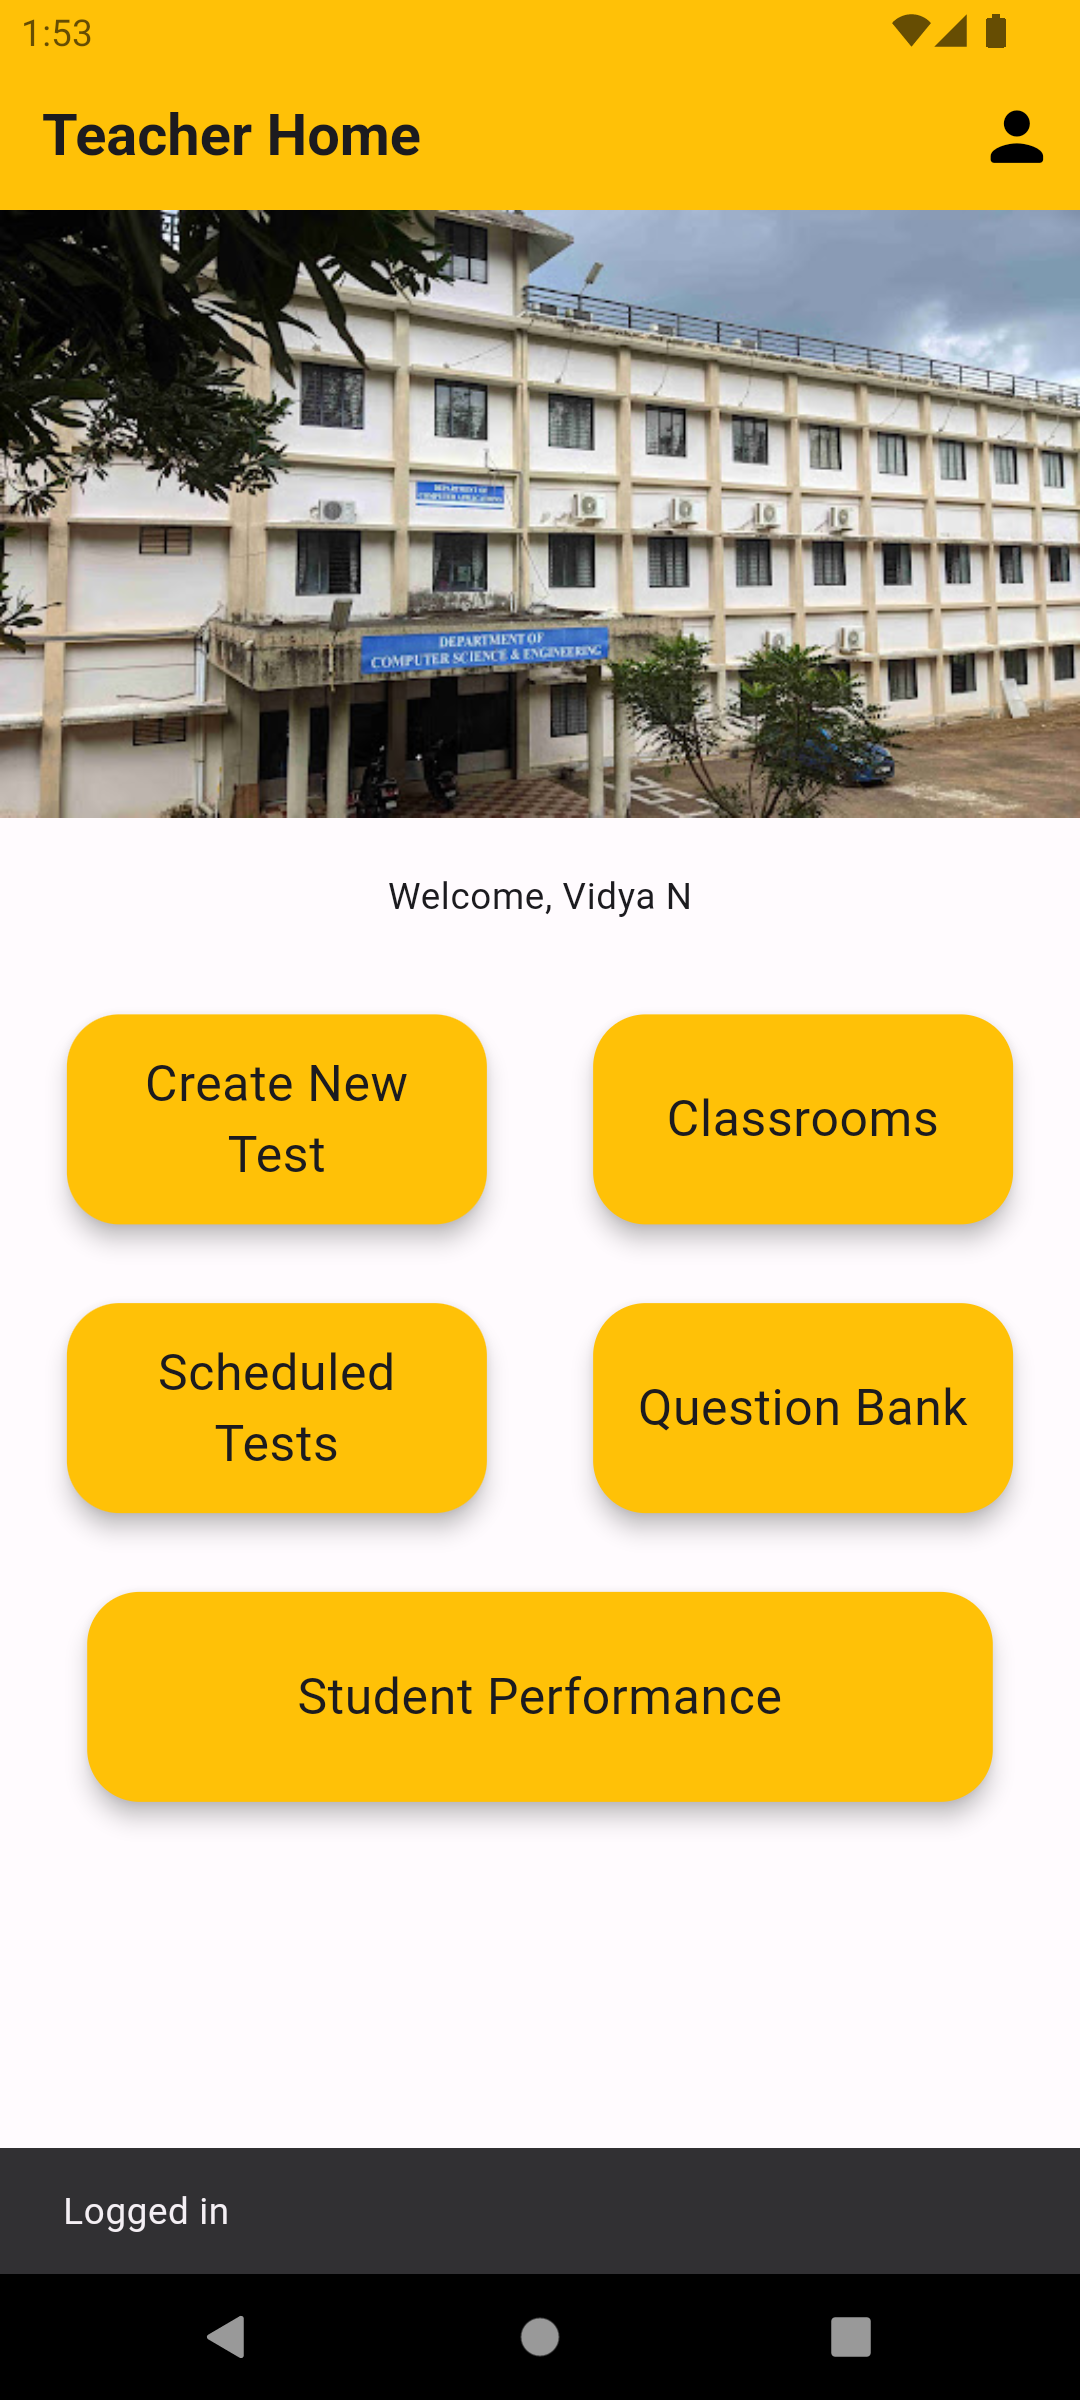 1:53
Teacher Home
DEPARTMENT OF
COMPUTER APPLICATIONS
DEPARTMENT OF
COMPUTER SCIENCE & ENGINEERING
Welcome, Vidya N
Create New
Test
Classrooms
Scheduled
Tests
Question Bank
Student Performance
Logged in